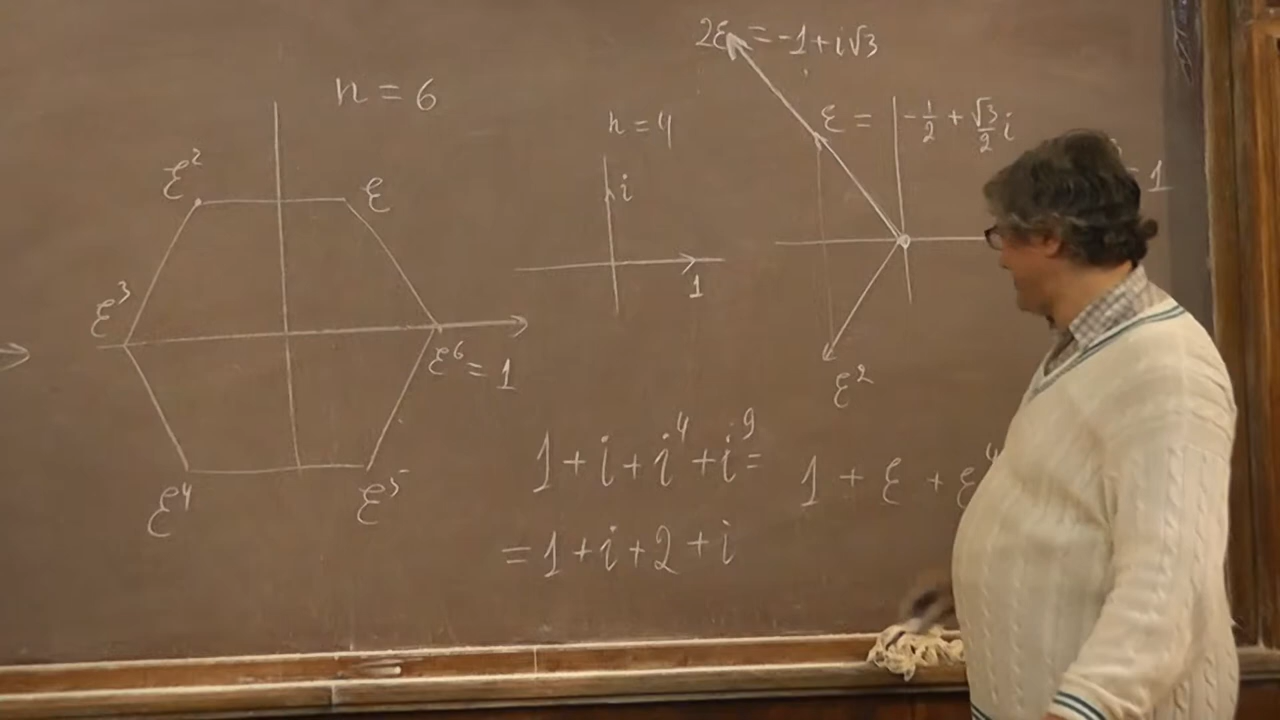 n = 6
ε²
ε
ε³
ε⁶ = 1
ε⁴
ε⁵
n = 4
i
1
2ε = -1 + i√3
ε = -1/2 + √3/2 i
= 1
ε²
1 + i + i⁴ + i⁹ =
= 1 + i + 2 + i
1 + ε + ε⁴